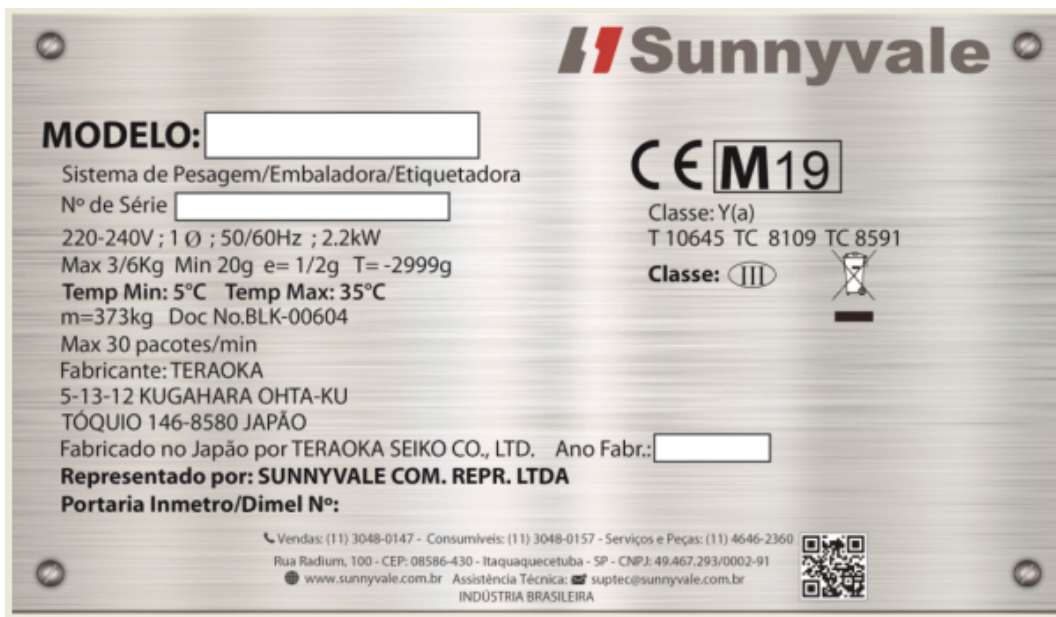 Sunnyvale
MODELO:
Sistema de Pesagem/Embaladora/Etiquetadora
Nº de Série
220-240V ; 1 Ø ; 50/60Hz ; 2.2kW
Max 3/6Kg Min 20g e= 1/2g T= -2999g
Temp Min: 5°C Temp Max: 35°C
m=373kg Doc No.BLK-00604
Max 30 pacotes/min
Fabricante: TERAOKA
5-13-12 KUGAHARA OHTA-KU
TÓQUIO 146-8580 JAPÃO
Fabricado no Japão por TERAOKA SEIKO CO., LTD. Ano Fabr.:
Representado por: SUNNYVALE COM. REPR. LTDA
Portaria Inmetro/Dimel Nº:
CE M19
Classe: Y(a)
T 10645 TC 8109 TC 8591
Classe: III
Vendas: (11) 3048-0147 - Consumíveis: (11) 3048-0157 - Serviços e Peças: (11) 4646-2360
Rua Radium, 100 - CEP: 08586-430 - Itaquaquecetuba - SP - CNPJ: 49.467.293/0002-91
www.sunnyvale.com.br Assistência Técnica: suptec@sunnyvale.com.br
INDÚSTRIA BRASILEIRA